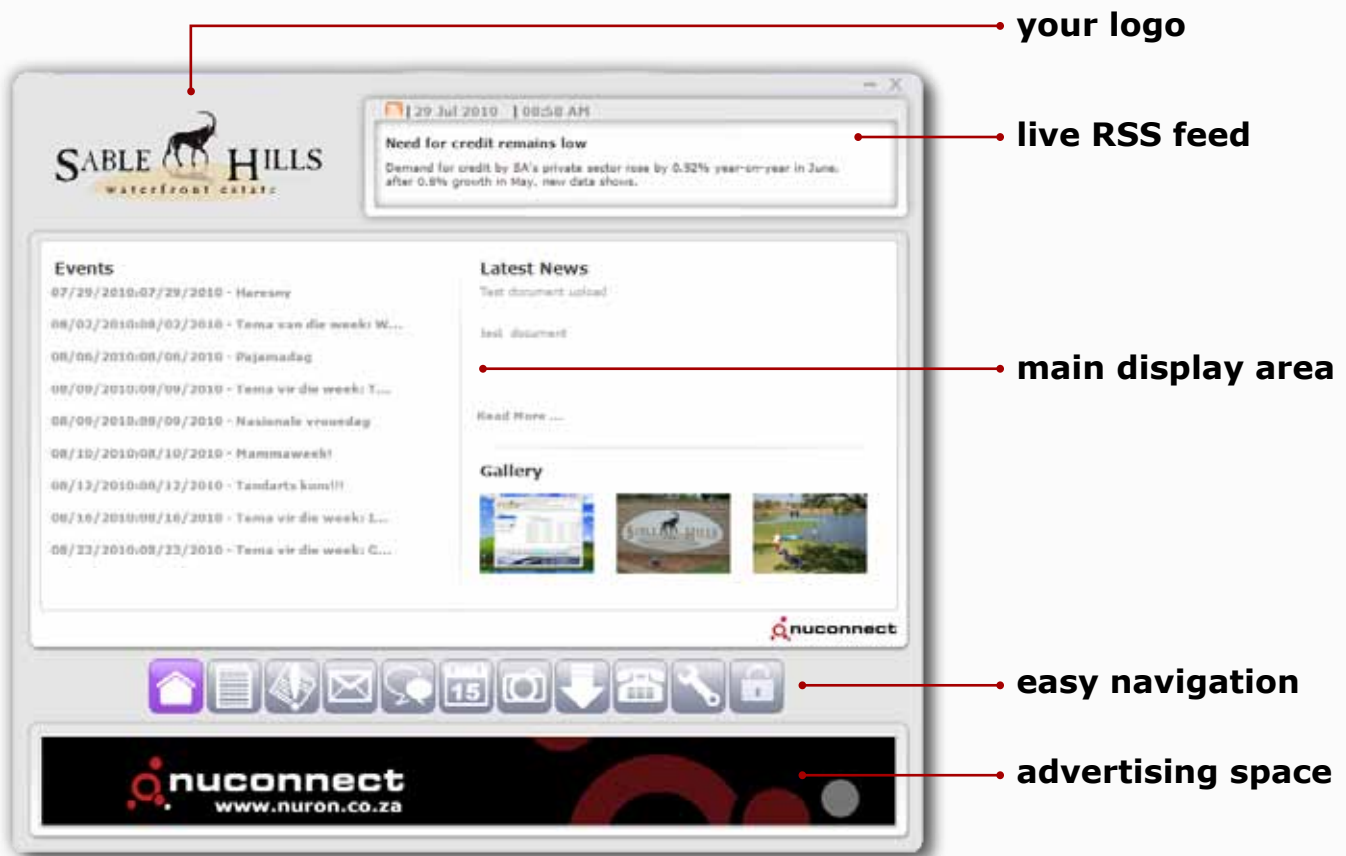 your logo
29 Jul 2010 | 08:58 AM
Need for credit remains low
Demand for credit by SA's private sector rose by 0.52% year-on-year in June,
after 0.8% growth in May, new data shows.
live RSS feed
SABLE HILLS
waterfront estate
Events
07/29/2010:07/29/2010 -
08/02/2010:08/02/2010 - Tema van die week: W...
08/06/2010:08/06/2010 - Pajamadag
08/09/2010:08/09/2010 - Tema vir die week: T...
08/09/2010:08/09/2010 - Nasionale vrouedag
08/10/2010:08/10/2010 - Mammaweek!
08/12/2010:08/12/2010 - Tandarts kom!!!
08/16/2010:08/16/2010 - Tema vir die week: I...
08/23/2010:08/23/2010 - Tema vir die week: C...
Latest News
Test document upload
test document
main display area
Read More ...
Gallery
SABLE HILLS
nuconnect
15
easy navigation
nuconnect
www.nuron.co.za
advertising space